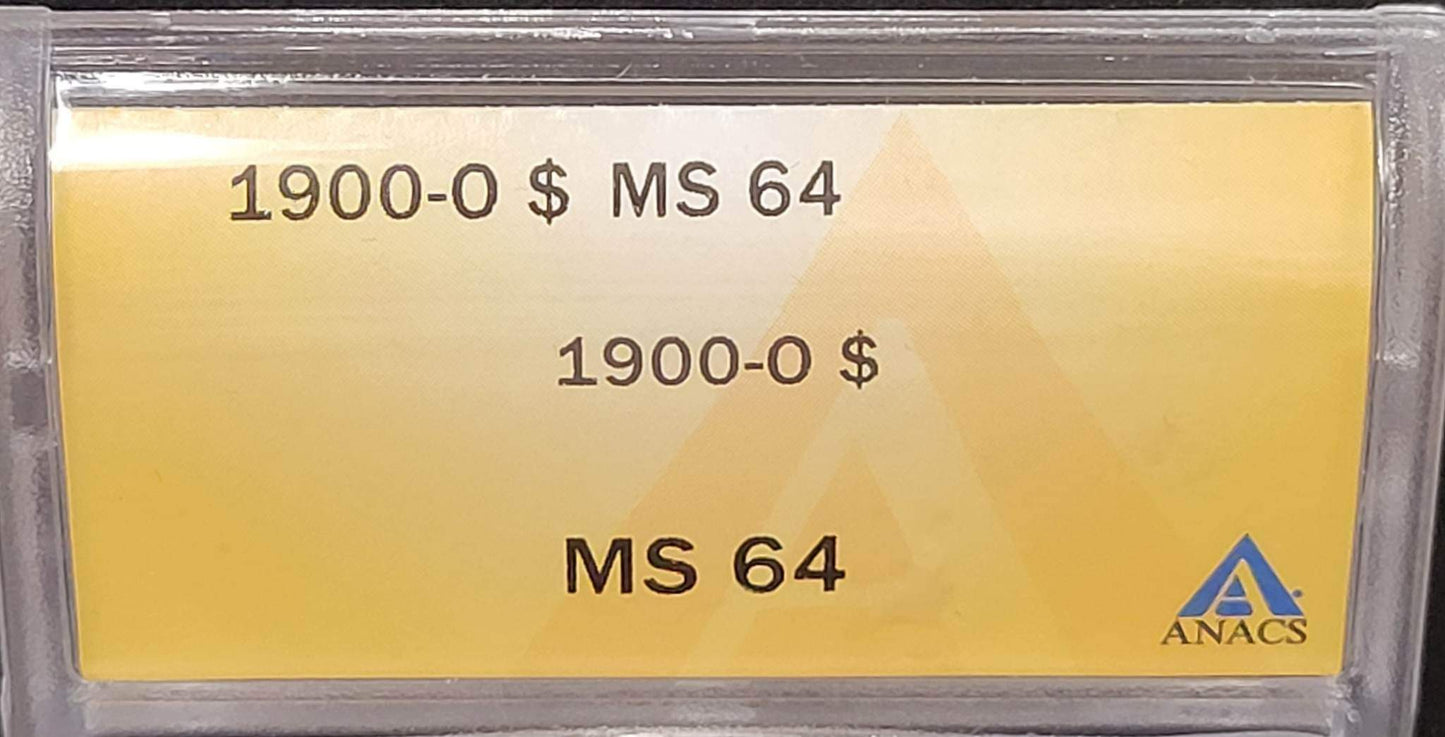 1900-O $ MS 64
1900-O $
MS 64
ANACS